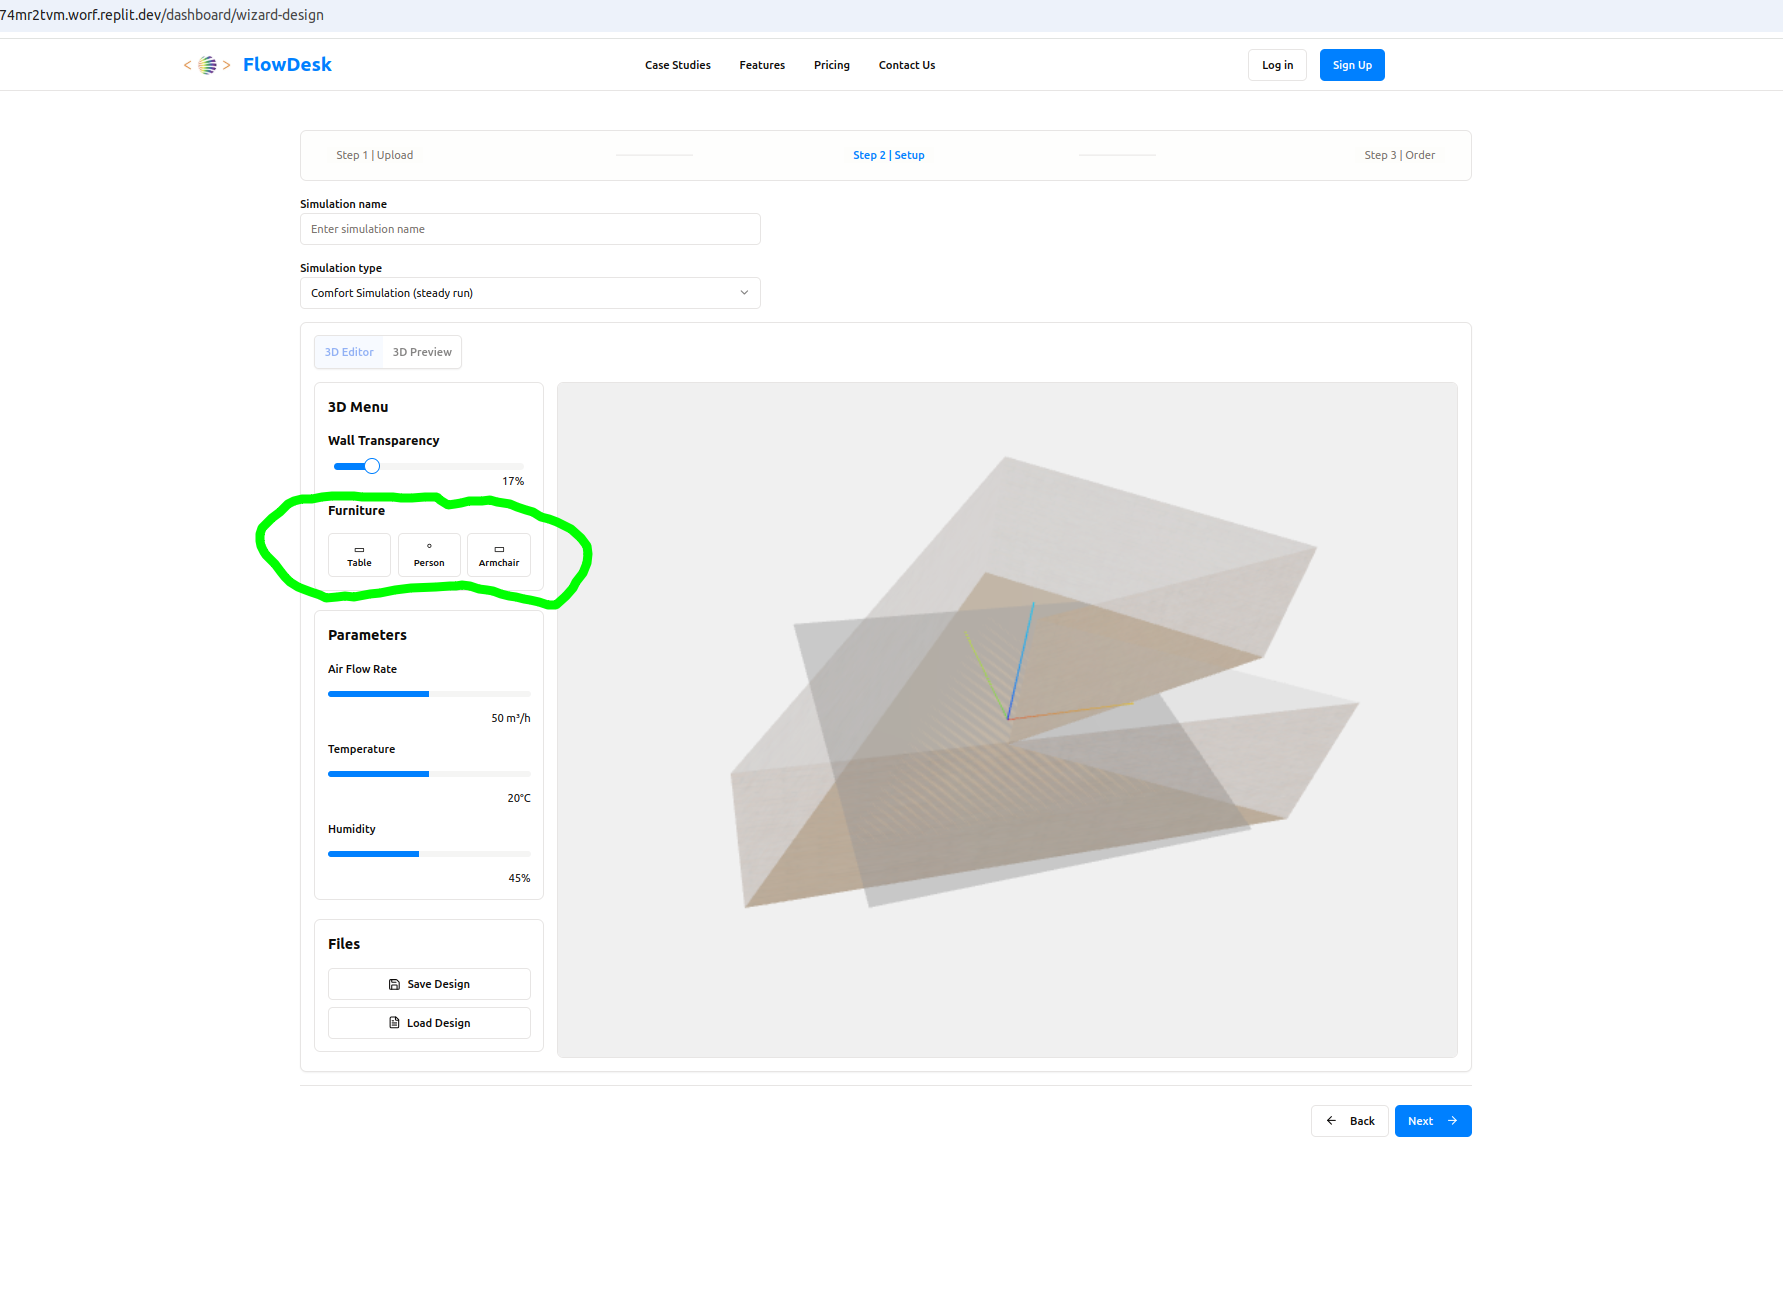 74mr2tvm.worf.replit.dev/dashboard/wizard-design
< > FlowDesk
Case Studies Features Pricing Contact Us
Log in Sign Up
Step 1 | Upload Step 2 | Setup Step 3 | Order
Simulation name
Enter simulation name
Simulation type
Comfort Simulation (steady run)
3D Editor 3D Preview
3D Menu
Wall Transparency
17%
Furniture
Table Person Armchair
Parameters
Air Flow Rate
50 m³/h
Temperature
20°C
Humidity
45%
Files
Save Design
Load Design
Back Next